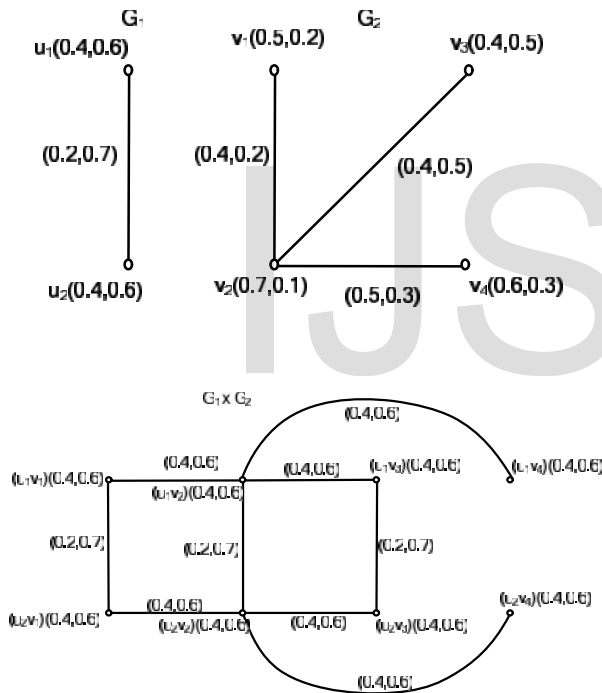 G₁
G₂
u₁(0.4,0.6)
v₁(0.5,0.2)
v₃(0.4,0.5)
(0.2,0.7)
(0.4,0.2)
(0.4,0.5)
u₂(0.4,0.6)
v₂(0.7,0.1)
(0.5,0.3)
v₄(0.6,0.3)
IJS
G₁x G₂
(0.4,0.6)
(0.4,0.6)
(0.4,0.6)
(u₁v₁)(0.4,0.6)
(u₁v₂)(0.4,0.6)
(u₁v₃)(0.4,0.6)
(u₁v₄)(0.4,0.6)
(0.2,0.7)
(0.2,0.7)
(0.2,0.7)
(0.4,0.6)
(u₂v₁)(0.4,0.6)
(u₂v₂)(0.4,0.6)
(0.4,0.6)
(u₂v₃)(0.4,0.6)
(u₂v₄)(0.4,0.6)
(0.4,0.6)